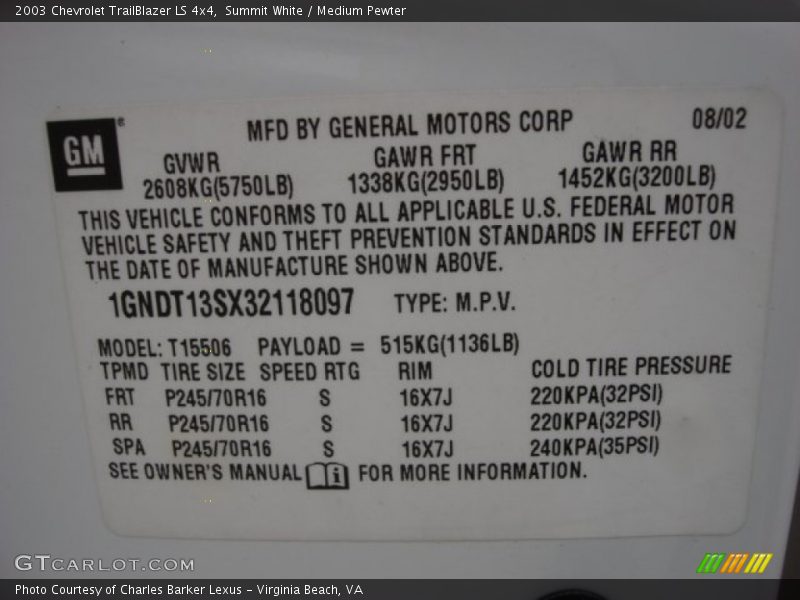 2003 Chevrolet TrailBlazer LS 4x4, Summit White / Medium Pewter
GM®
MFD BY GENERAL MOTORS CORP 08/02
GVWR GAWR FRT GAWR RR
2608KG(5750LB) 1338KG(2950LB) 1452KG(3200LB)
THIS VEHICLE CONFORMS TO ALL APPLICABLE U.S. FEDERAL MOTOR
VEHICLE SAFETY AND THEFT PREVENTION STANDARDS IN EFFECT ON
THE DATE OF MANUFACTURE SHOWN ABOVE.
1GNDT13SX32118097 TYPE: M.P.V.
MODEL: T15506 PAYLOAD = 515KG(1136LB)
TPMD TIRE SIZE SPEED RTG RIM COLD TIRE PRESSURE
FRT P245/70R16 S 16X7J 220KPA(32PSI)
RR P245/70R16 S 16X7J 220KPA(32PSI)
SPA P245/70R16 S 16X7J 240KPA(35PSI)
SEE OWNER'S MANUAL i FOR MORE INFORMATION.
GTCARLOT.COM
Photo Courtesy of Charles Barker Lexus - Virginia Beach, VA